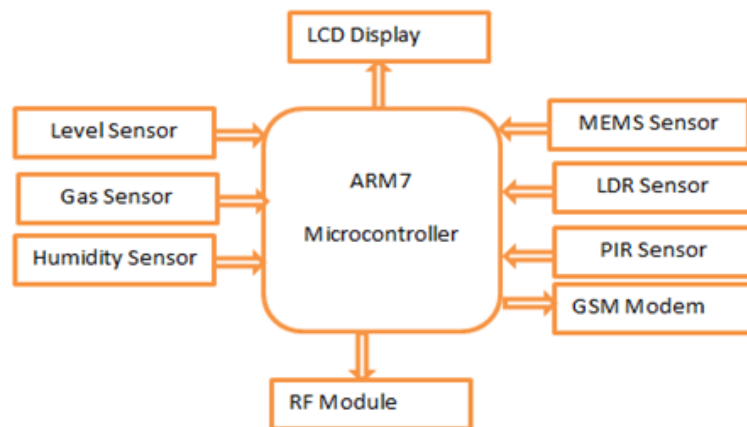 LCD Display
Level Sensor
Gas Sensor
Humidity Sensor
ARM7
Microcontroller
MEMS Sensor
LDR Sensor
PIR Sensor
GSM Modem
RF Module